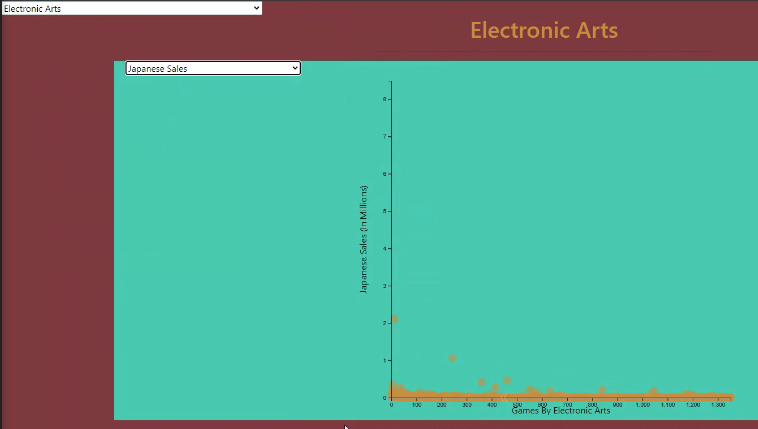 Electronic Arts
Electronic Arts
Japanese Sales
8
7
6
5
4
3
2
1
0
Japanese Sales (In Millions)
0 100 200 300 400 500 600 700 800 900 1,000 1,100 1,200 1,300
Games By Electronic Arts